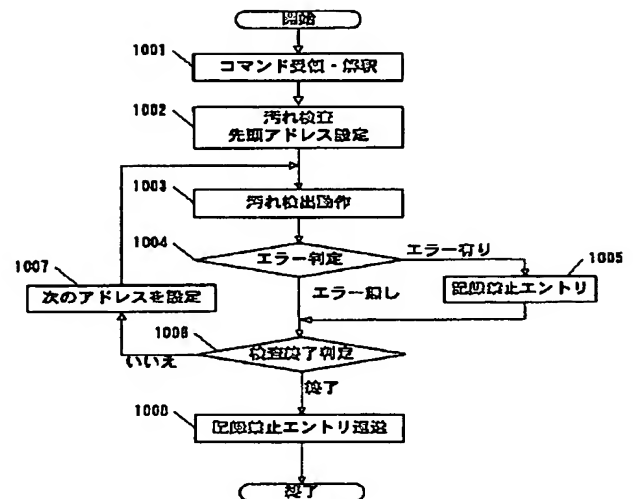 開始
1001
コマンド受信・解釈
1002
汚れ検査
先頭アドレス設定
1003
汚れ検出動作
1004
エラー判定
エラー有り
1005
記録禁止エントリ
エラー無し
1007
次のアドレスを設定
1006
検査終了判定
いいえ
終了
1008
記録禁止エントリ返送
終了